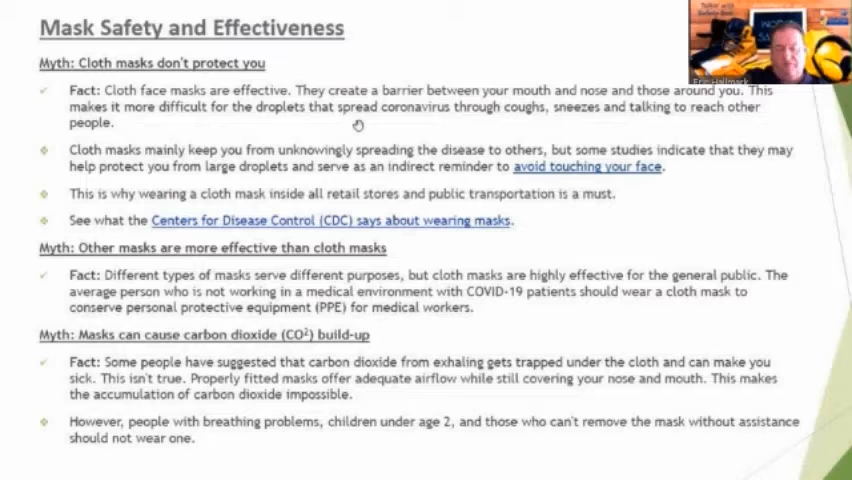 Mask Safety and Effectiveness
Myth: Cloth masks don't protect you
Fact: Cloth face masks are effective. They create a barrier between your mouth and nose and those around you. This
makes it more difficult for the droplets that spread coronavirus through coughs, sneezes and talking to reach other
people.
Cloth masks mainly keep you from unknowingly spreading the disease to others, but some studies indicate that they may
help protect you from large droplets and serve as an indirect reminder to avoid touching your face.
This is why wearing a cloth mask inside all retail stores and public transportation is a must.
See what the Centers for Disease Control (CDC) says about wearing masks.
Myth: Other masks are more effective than cloth masks
Fact: Different types of masks serve different purposes, but cloth masks are highly effective for the general public. The
average person who is not working in a medical environment with COVID-19 patients should wear a cloth mask to
conserve personal protective equipment (PPE) for medical workers.
Myth: Masks can cause carbon dioxide (CO²) build-up
Fact: Some people have suggested that carbon dioxide from exhaling gets trapped under the cloth and can make you
sick. This isn't true. Properly fitted masks offer adequate airflow while still covering your nose and mouth. This makes
the accumulation of carbon dioxide impossible.
However, people with breathing problems, children under age 2, and those who can't remove the mask without assistance
should not wear one.